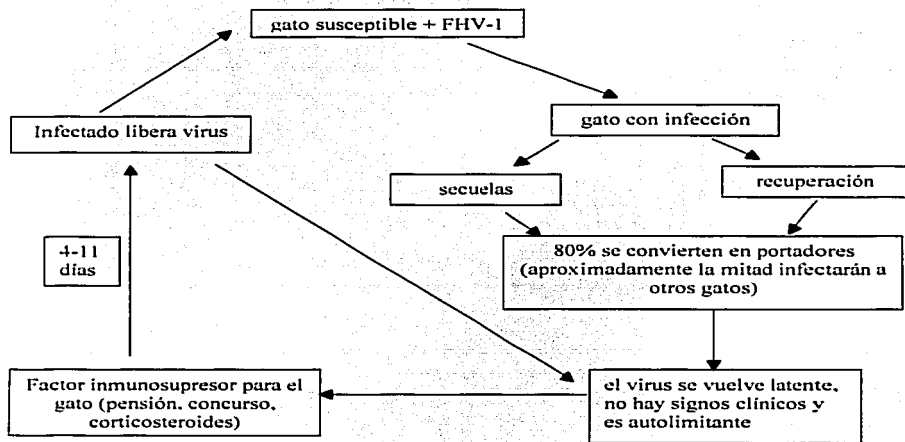 gato susceptible + FHV-1
Infectado libera virus
gato con infección
secuelas
recuperación
4-11
días
80% se convierten en portadores
(aproximadamente la mitad infectarán a
otros gatos)
Factor inmunosupresor para el
gato (pensión, concurso,
corticosteroides)
el virus se vuelve latente,
no hay signos clínicos y
es autolimitante